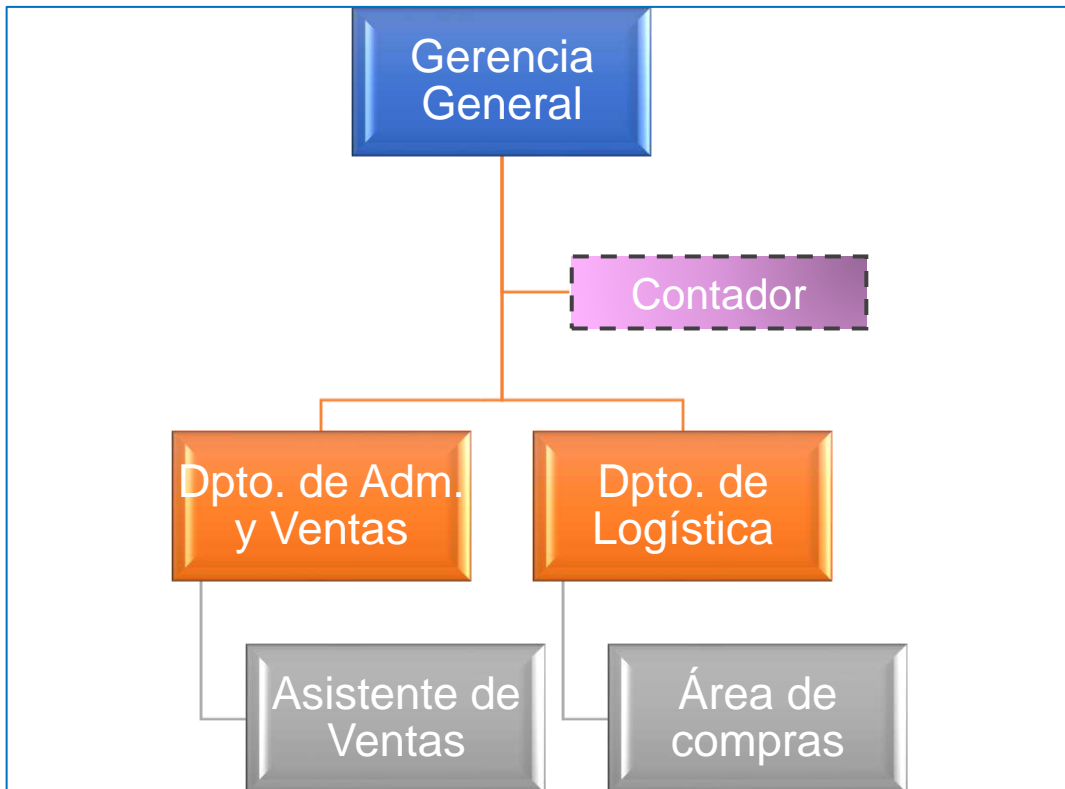 Gerencia
General
Contador
Dpto. de Adm.
y Ventas
Dpto. de
Logística
Asistente de
Ventas
Área de
compras